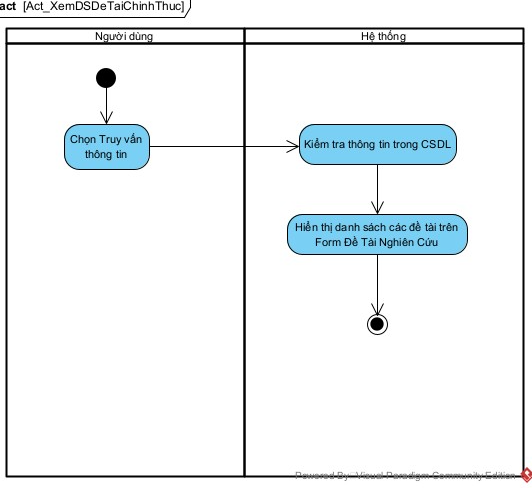 act [Act_XemDSDeTaiChinhThuc]
Người dùng
Hệ thống
Chọn Truy vấn
thông tin
Kiểm tra thông tin trong CSDL
Hiển thị danh sách các đề tài trên
Form Đề Tài Nghiên Cứu
Powered By Visual Paradigm Community Edition